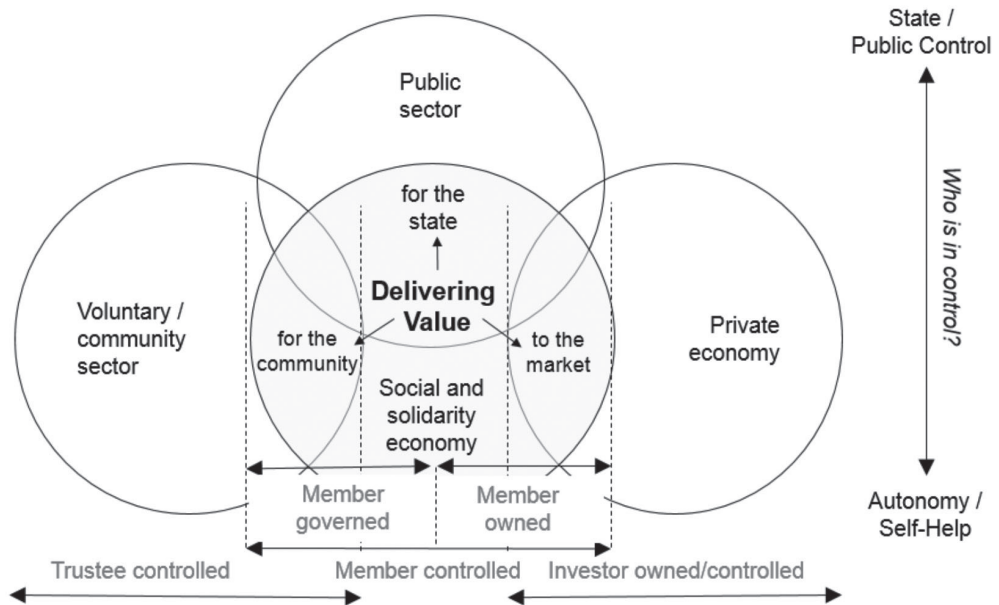 State /
Public Control
Public
sector
for the
state
Who is in control?
Delivering
Value
Voluntary /
community
sector
for the
community
to the
market
Private
economy
Social and
solidarity
economy
Member
governed
Member
owned
Autonomy /
Self-Help
Trustee controlled
Member controlled
Investor owned/controlled